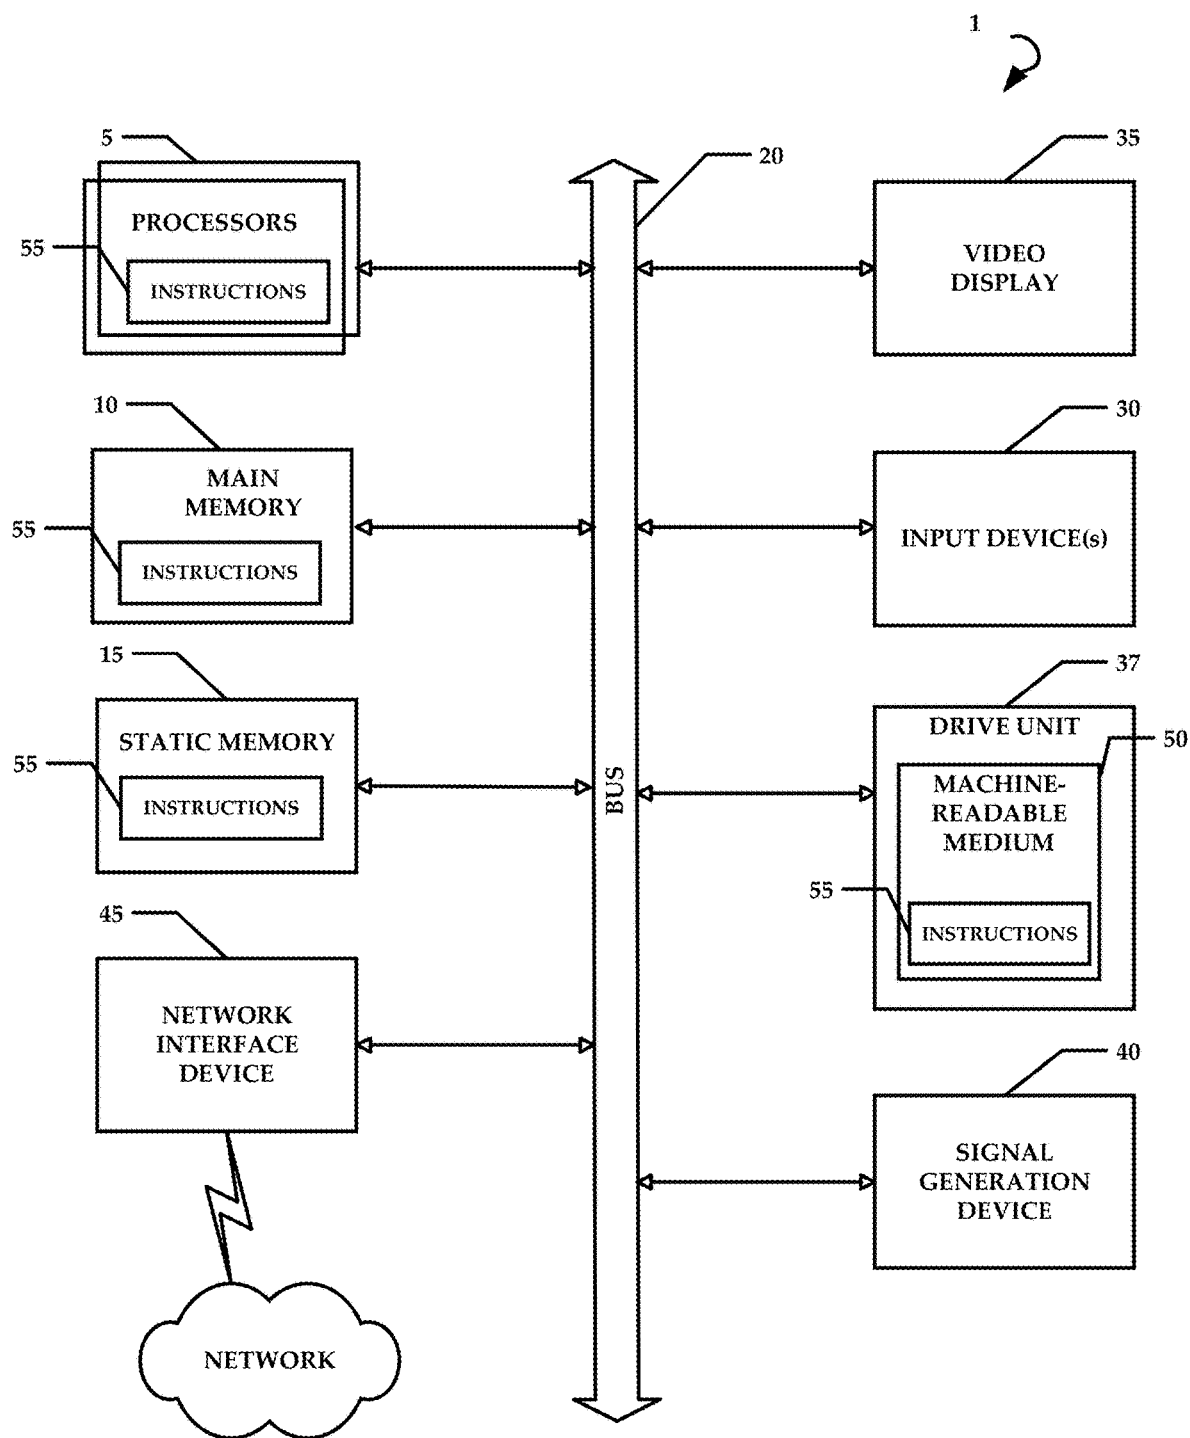 1
5
PROCESSORS
55
INSTRUCTIONS
20
35
VIDEO
DISPLAY
10
MAIN
MEMORY
55
INSTRUCTIONS
30
INPUT DEVICE(s)
15
STATIC MEMORY
55
INSTRUCTIONS
BUS
37
DRIVE UNIT
50
MACHINE-
READABLE
MEDIUM
55
INSTRUCTIONS
45
NETWORK
INTERFACE
DEVICE
40
SIGNAL
GENERATION
DEVICE
NETWORK